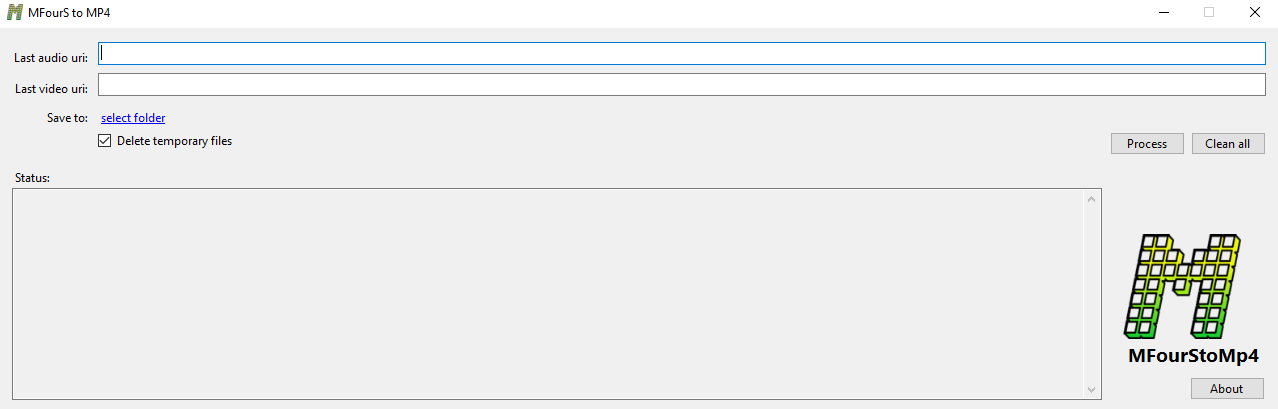 MFourS to MP4
Last audio uri:
Last video uri:
Save to: select folder
Delete temporary files
Process Clean all
Status:
MFourStoMp4
About